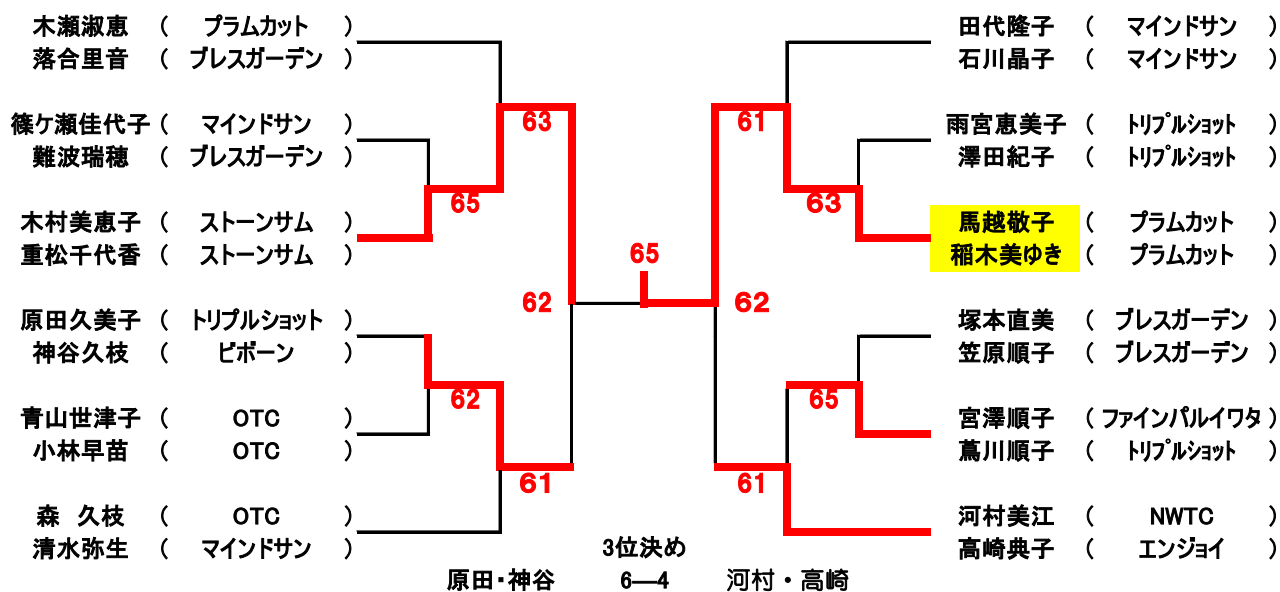 木瀬淑恵 ( プラムカット )
落合里音 ( ブレスガーデン )
篠ケ瀬佳代子 ( マインドサン )
難波瑞穂 ( ブレスガーデン )
木村美恵子 ( ストーンサム )
重松千代香 ( ストーンサム )
原田久美子 ( トリプルショット )
神谷久枝 ( ビボーン )
青山世津子 ( OTC )
小林早苗 ( OTC )
森 久枝 ( OTC )
清水弥生 ( マインドサン )
63
65
62
62
61
65
61
63
62
65
61
田代隆子 ( マインドサン )
石川晶子 ( マインドサン )
雨宮恵美子 ( トリプルショット )
澤田紀子 ( トリプルショット )
馬越敬子 ( プラムカット )
稲木美ゆき ( プラムカット )
塚本直美 ( ブレスガーデン )
笠原順子 ( ブレスガーデン )
宮澤順子 ( ファインパルイワタ )
蔦川順子 ( トリプルショット )
河村美江 ( NWTC )
高崎典子 ( エンジョイ )
3位決め
原田・神谷 6―4 河村・高崎